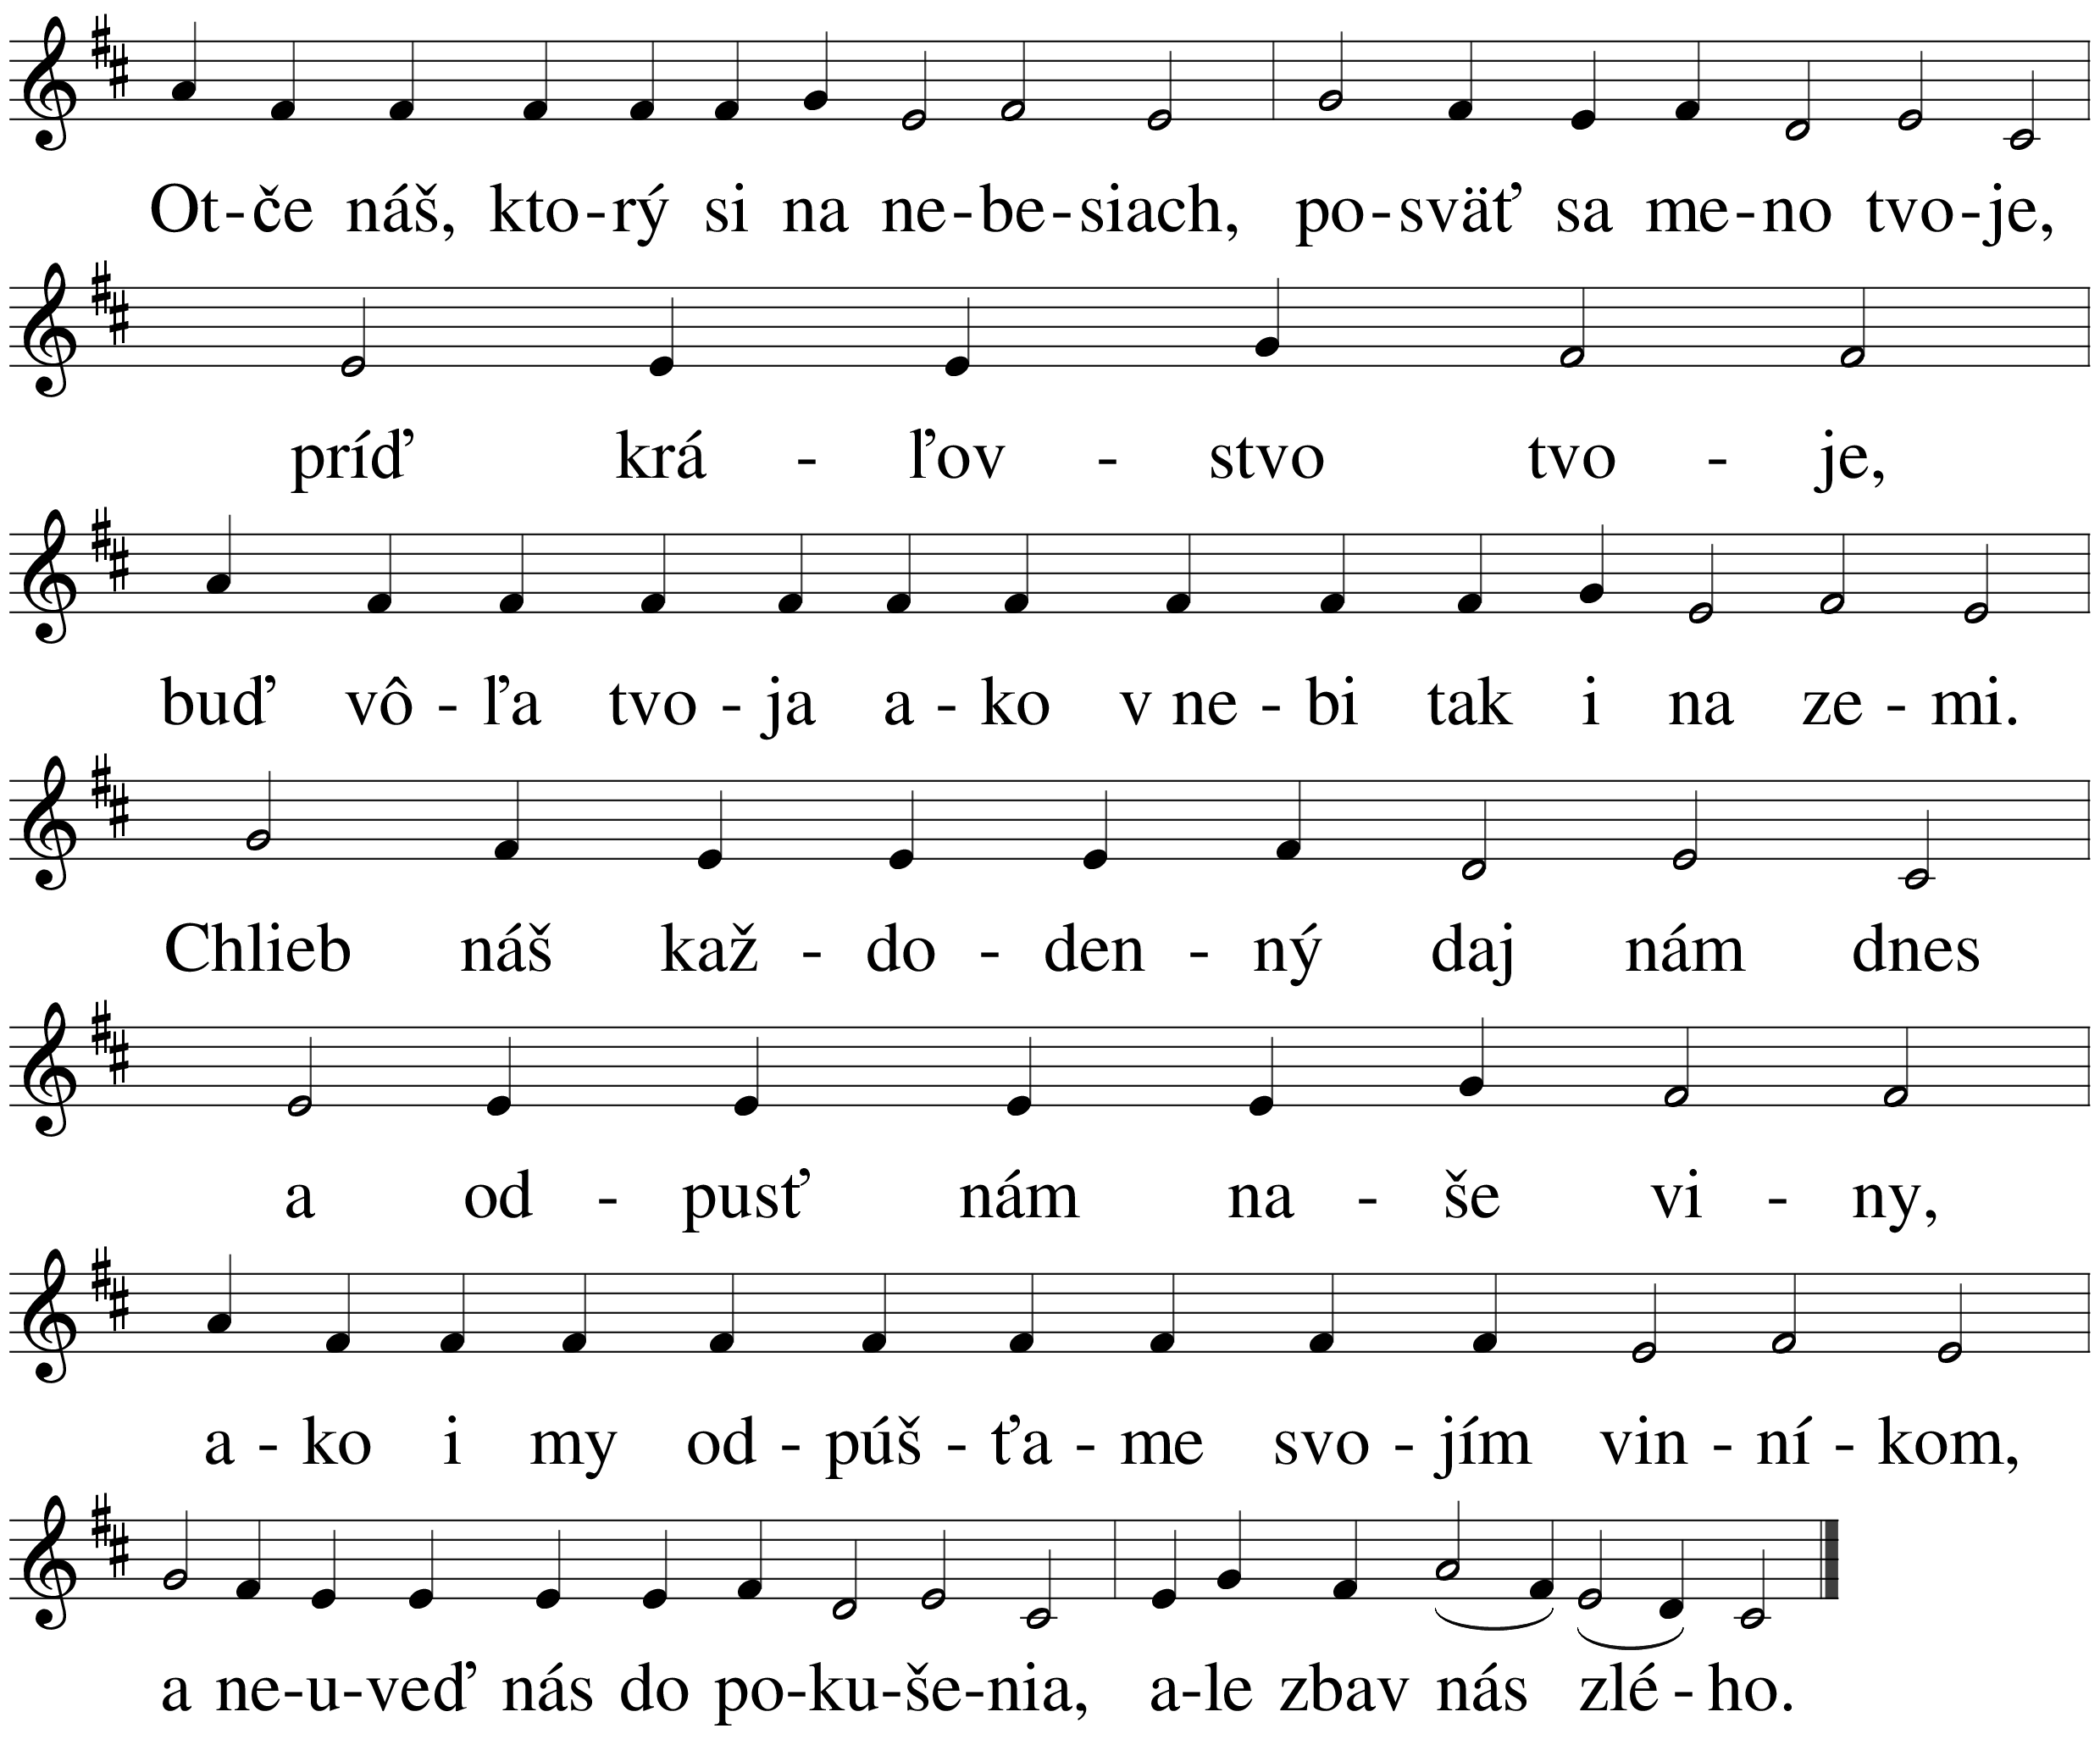 Ot-če náš, kto-rý si na ne-be-siach, po-sväť sa me-no tvo-je,
príď krá - ľov - stvo tvo - je,
buď vô - ľa tvo - ja a - ko v ne - bi tak i na ze - mi.
Chlieb náš kaž - do - den - ný daj nám dnes
a od - pusť nám na - še vi - ny,
a - ko i my od - púš - ťa - me svo - jím vin - ní - kom,
a ne-u-veď nás do po-ku-še-nia, a-le zbav nás zlé - ho.